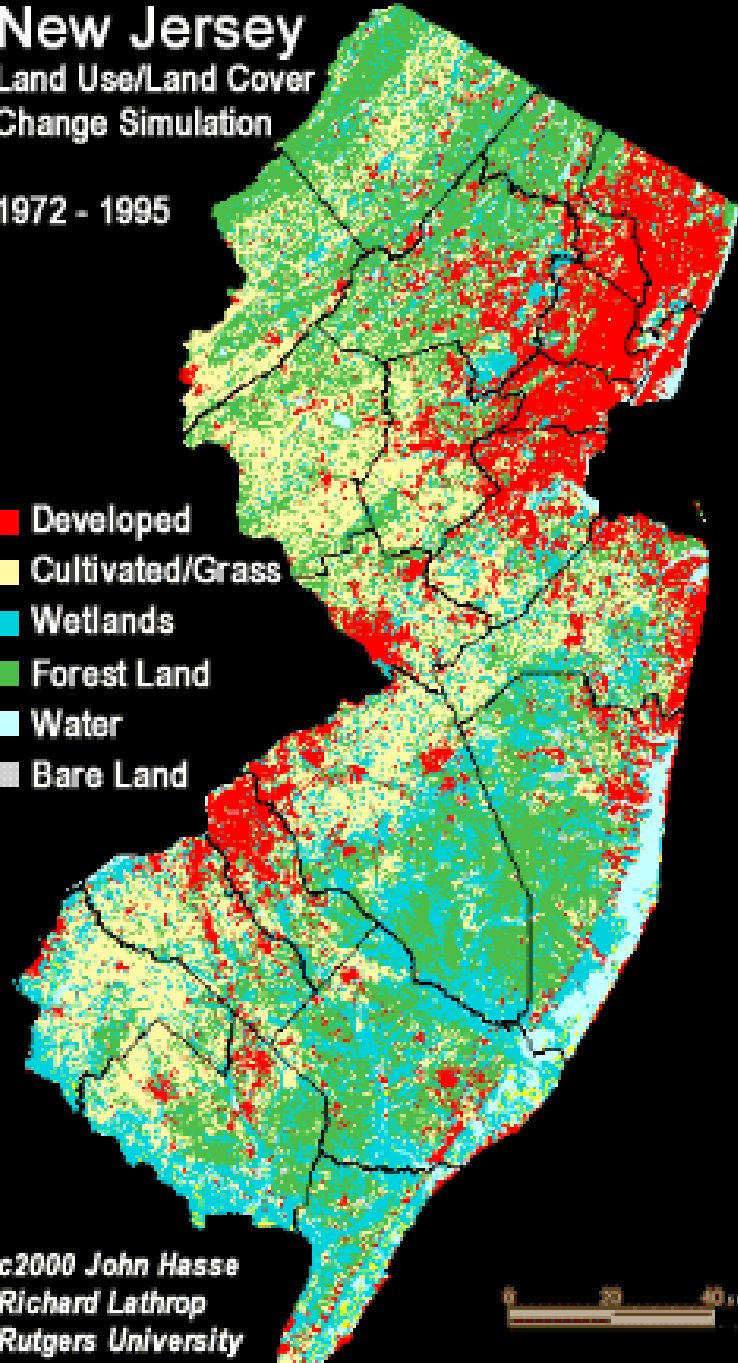 New Jersey
Land Use/Land Cover
Change Simulation
1972 - 1995
Developed
Cultivated/Grass
Wetlands
Forest Land
Water
Bare Land
c2000 John Hasse
Richard Lathrop
Rutgers University
0 20 40